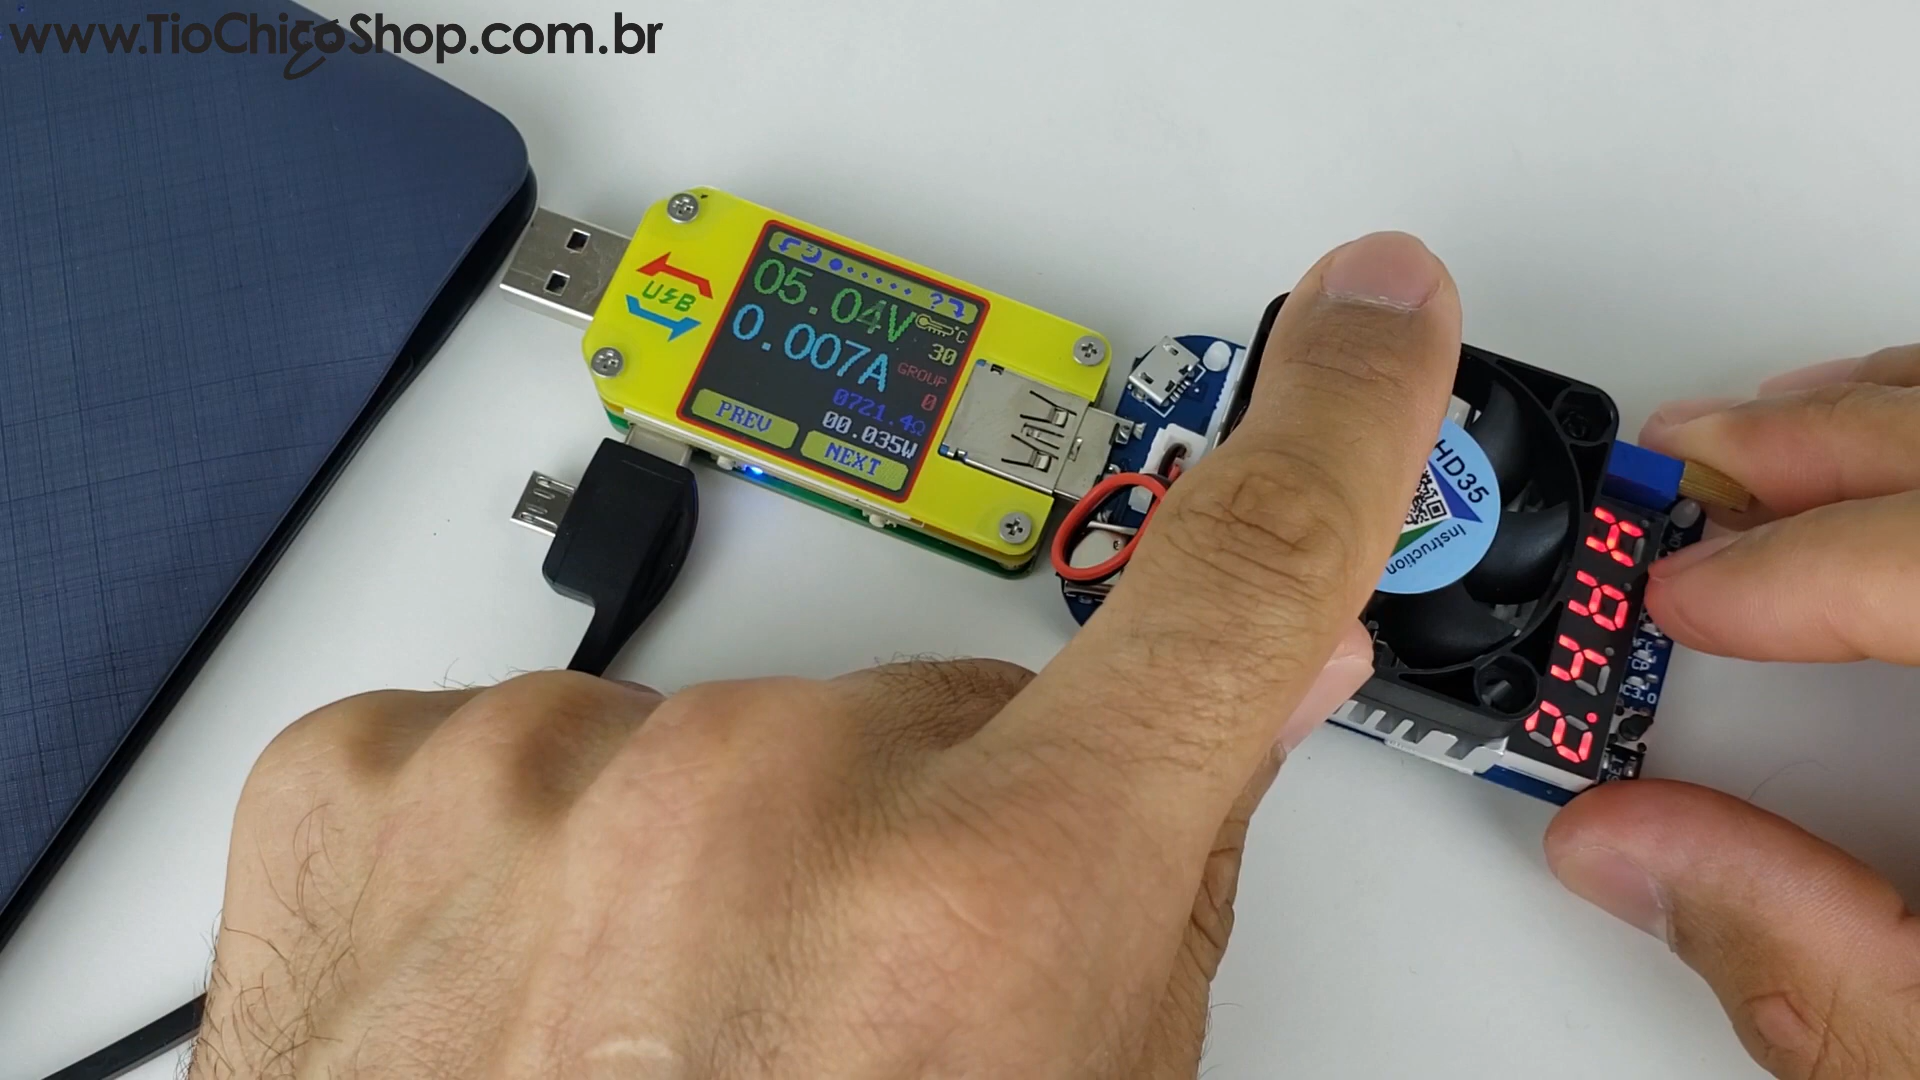 www.TioChicoShop.com.br
USB
05.04V
°C
0.007A
30
GROUP
0
0721.4Ω
00.035W
PREV
NEXT
HD35
Instruction
OK